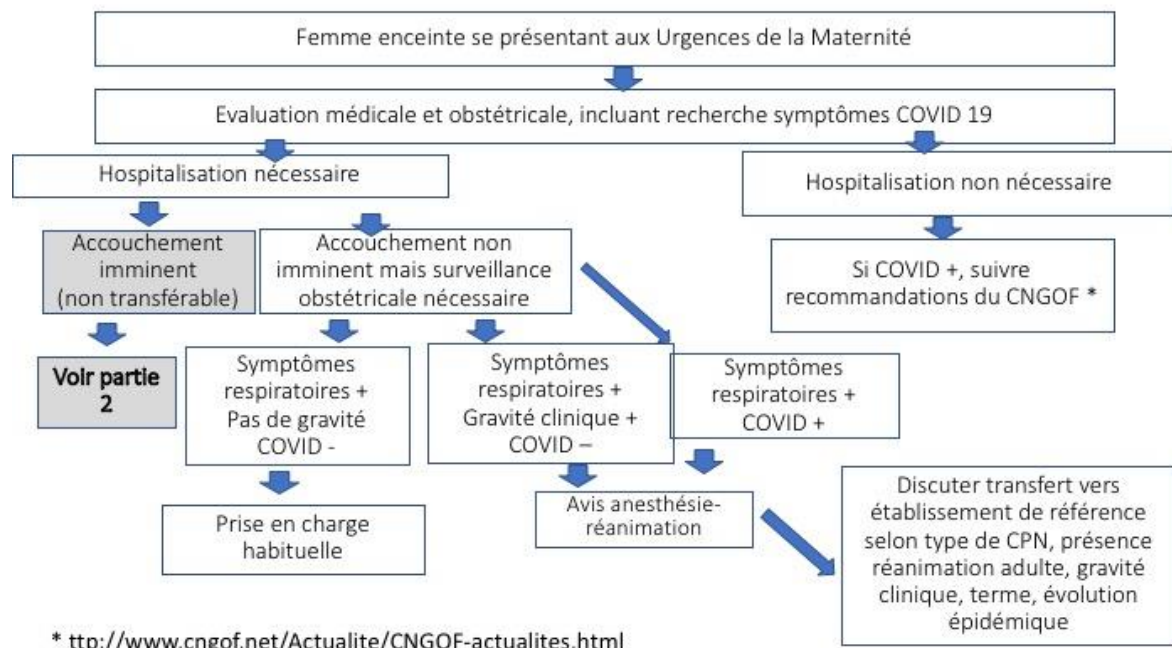 Femme enceinte se présentant aux Urgences de la Maternité
Evaluation médicale et obstétricale, incluant recherche symptômes COVID 19
Hospitalisation nécessaire
Hospitalisation non nécessaire
Accouchement
imminent
(non transférable)
Accouchement non
imminent mais surveillance
obstétricale nécessaire
Si COVID +, suivre
recommandations du CNGOF *
Voir partie
2
Symptômes
respiratoires +
Pas de gravité
COVID -
Symptômes
respiratoires +
Gravité clinique +
COVID –
Symptômes
respiratoires +
COVID +
Prise en charge
habituelle
Avis anesthésie-
réanimation
Discuter transfert vers
établissement de référence
selon type de CPN, présence
réanimation adulte, gravité
clinique, terme, évolution
épidémique
* ttp://www.cngof.net/Actualite/CNGOF-actualites.html